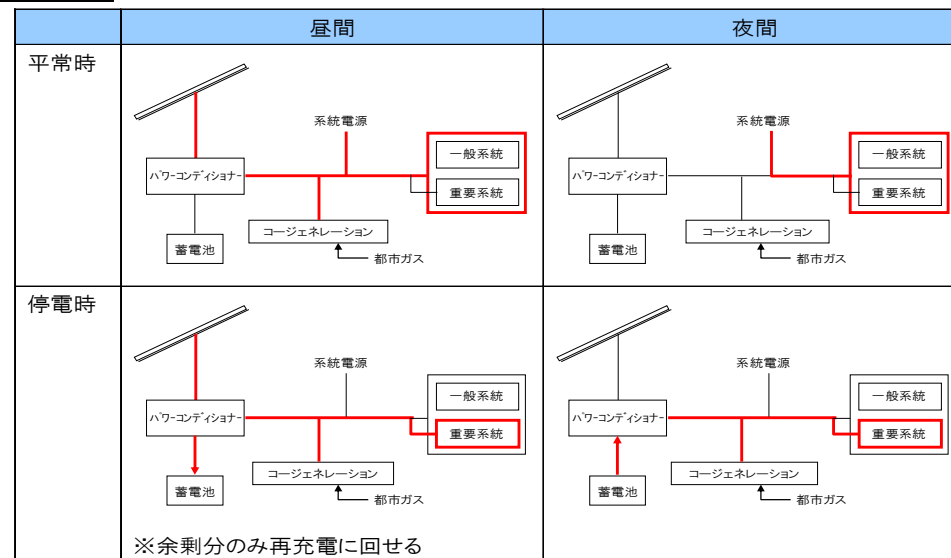 昼間
夜間
平常時
系統電源
一般系統
パワーコンディショナー
重要系統
コージェネレーション
蓄電池
都市ガス
系統電源
一般系統
パワーコンディショナー
重要系統
コージェネレーション
蓄電池
都市ガス
停電時
系統電源
一般系統
パワーコンディショナー
重要系統
コージェネレーション
蓄電池
都市ガス
※余剰分のみ再充電に回せる
系統電源
一般系統
パワーコンディショナー
重要系統
コージェネレーション
蓄電池
都市ガス